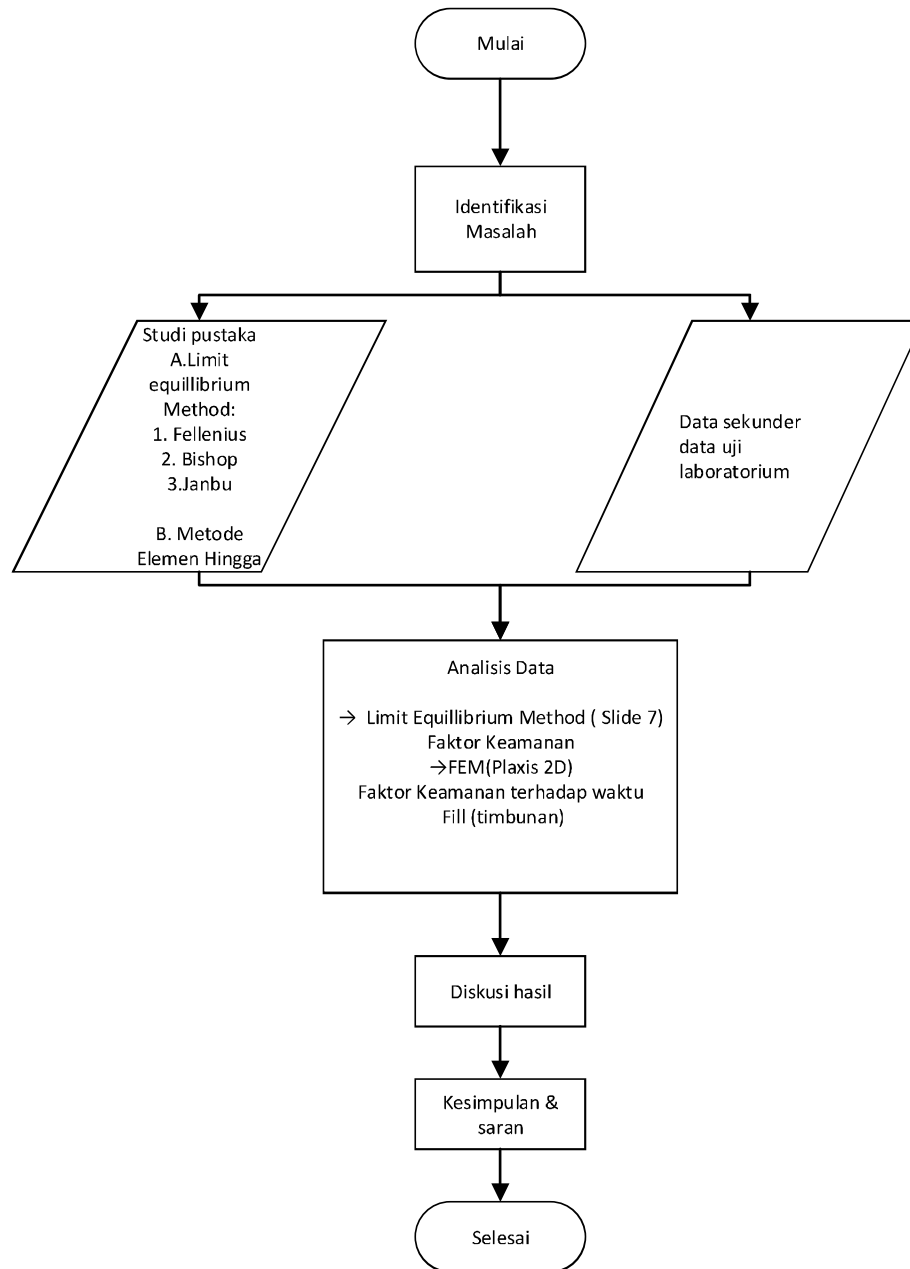 Mulai
Identifikasi
Masalah
Studi pustaka
A.Limit
equillibrium
Method:
1. Fellenius
2. Bishop
3.Janbu
B. Metode
Elemen Hingga
Data sekunder
data uji
laboratorium
Analisis Data
→ Limit Equillibrium Method ( Slide 7)
Faktor Keamanan
→FEM(Plaxis 2D)
Faktor Keamanan terhadap waktu
Fill (timbunan)
Diskusi hasil
Kesimpulan &
saran
Selesai